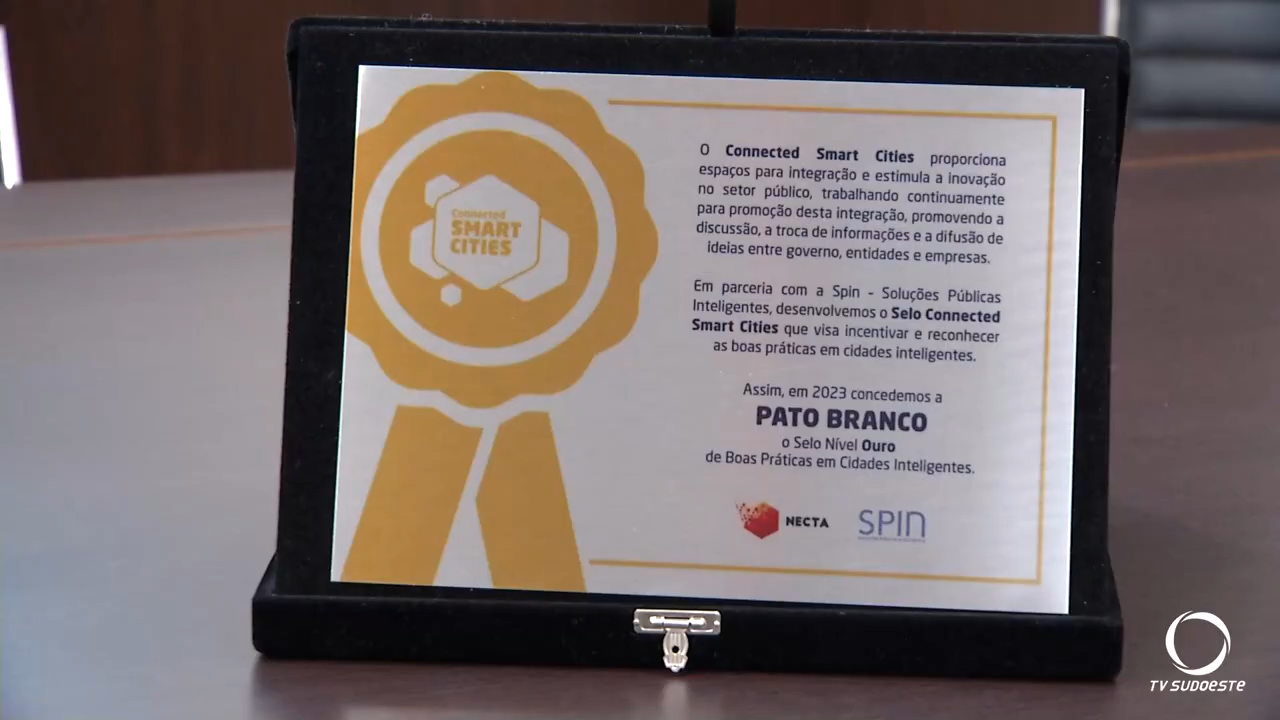 Connected
SMART
CITIES
O Connected Smart Cities proporciona
espaços para integração e estimula a inovação
no setor público, trabalhando continuamente
para promoção desta integração, promovendo a
discussão, a troca de informações e a difusão de
ideias entre governo, entidades e empresas.
Em parceria com a Spin - Soluções Públicas
Inteligentes, desenvolvemos o Selo Connected
Smart Cities que visa incentivar e reconhecer
as boas práticas em cidades inteligentes.
Assim, em 2023 concedemos a
PATO BRANCO
o Selo Nível Ouro
de Boas Práticas em Cidades Inteligentes.
NECTA
SPIN
TV SUDOESTE